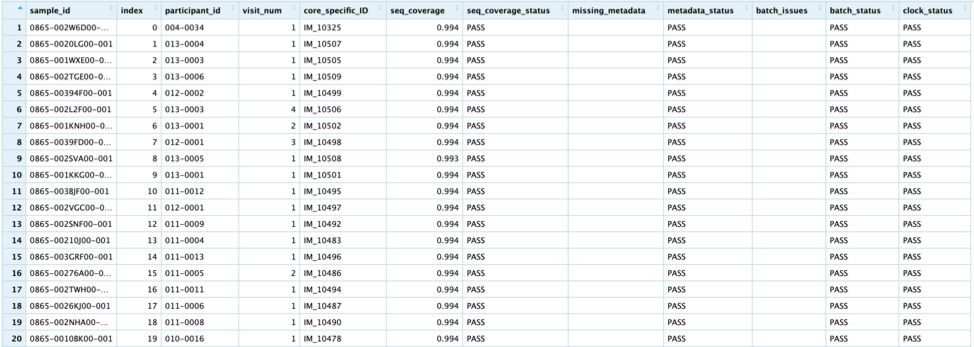 sample_id index participant_id visit_num core_specific_ID seq_coverage seq_coverage_status missing_metadata metadata_status batch_issues batch_status clock_status
1 0865-002W6D00-... 0 004-0034 1 IM_10325 0.994 PASS PASS PASS PASS
2 0865-0020LG00-001 1 013-0004 1 IM_10507 0.994 PASS PASS PASS PASS
3 0865-001WXE00-0... 2 013-0003 1 IM_10505 0.994 PASS PASS PASS PASS
4 0865-002TGE00-0... 3 013-0006 1 IM_10509 0.994 PASS PASS PASS PASS
5 0865-00394F00-001 4 012-0002 1 IM_10499 0.994 PASS PASS PASS PASS
6 0865-002L2F00-001 5 013-0003 4 IM_10506 0.994 PASS PASS PASS PASS
7 0865-001KNH00-0... 6 013-0001 2 IM_10502 0.994 PASS PASS PASS PASS
8 0865-0039FD00-0... 7 012-0001 3 IM_10498 0.994 PASS PASS PASS PASS
9 0865-002SVA00-001 8 013-0005 1 IM_10508 0.993 PASS PASS PASS PASS
10 0865-001KKG00-0... 9 013-0001 1 IM_10501 0.994 PASS PASS PASS PASS
11 0865-003BJF00-001 10 011-0012 1 IM_10495 0.994 PASS PASS PASS PASS
12 0865-002VGC00-0... 11 012-0001 1 IM_10497 0.994 PASS PASS PASS PASS
13 0865-002SNF00-001 12 011-0009 1 IM_10492 0.994 PASS PASS PASS PASS
14 0865-00210J00-001 13 011-0004 1 IM_10483 0.994 PASS PASS PASS PASS
15 0865-003GRF00-001 14 011-0013 1 IM_10496 0.994 PASS PASS PASS PASS
16 0865-00276A00-0... 15 011-0005 2 IM_10486 0.994 PASS PASS PASS PASS
17 0865-002TWH00-... 16 011-0011 1 IM_10494 0.994 PASS PASS PASS PASS
18 0865-0026KJ00-001 17 011-0006 1 IM_10487 0.994 PASS PASS PASS PASS
19 0865-002NHA00-... 18 011-0008 1 IM_10490 0.994 PASS PASS PASS PASS
20 0865-0010BK00-001 19 010-0016 1 IM_10478 0.994 PASS PASS PASS PASS